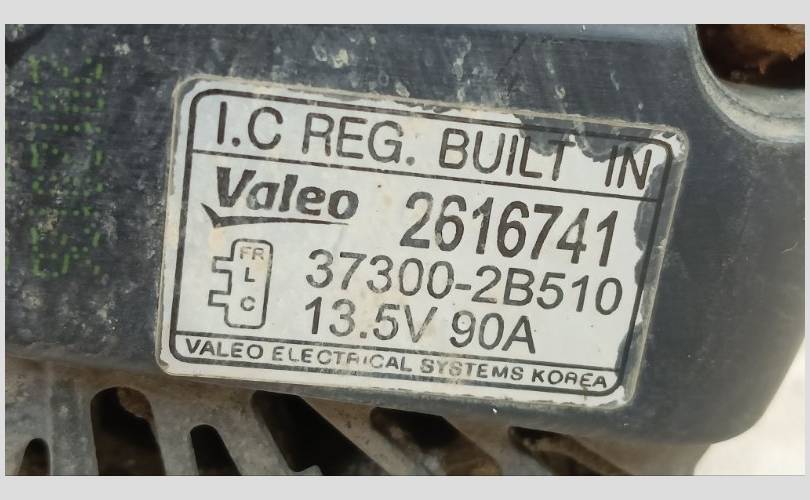 I.C REG. BUILT IN
Valeo 2616741
FR
L
C
37300-2B510
13.5V 90A
VALEO ELECTRICAL SYSTEMS KOREA